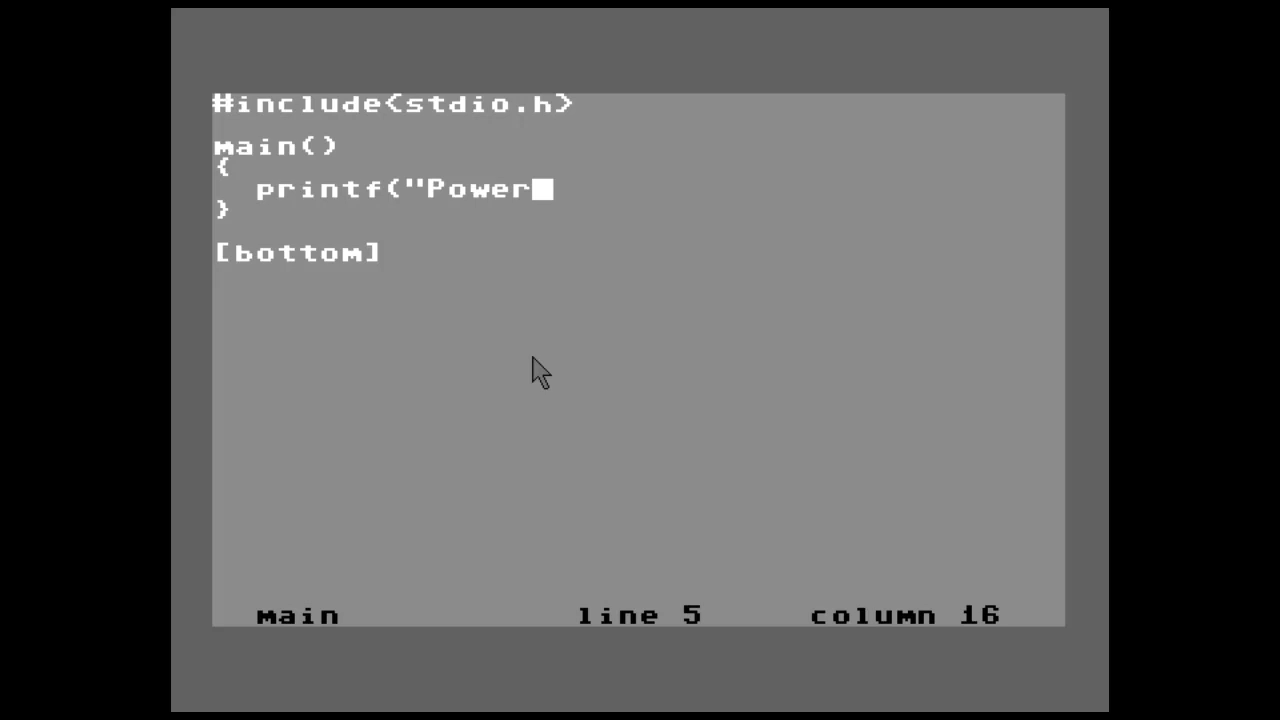 #include<stdio.h>
main()
{
printf("Power
}
[bottom]
main line 5 column 16